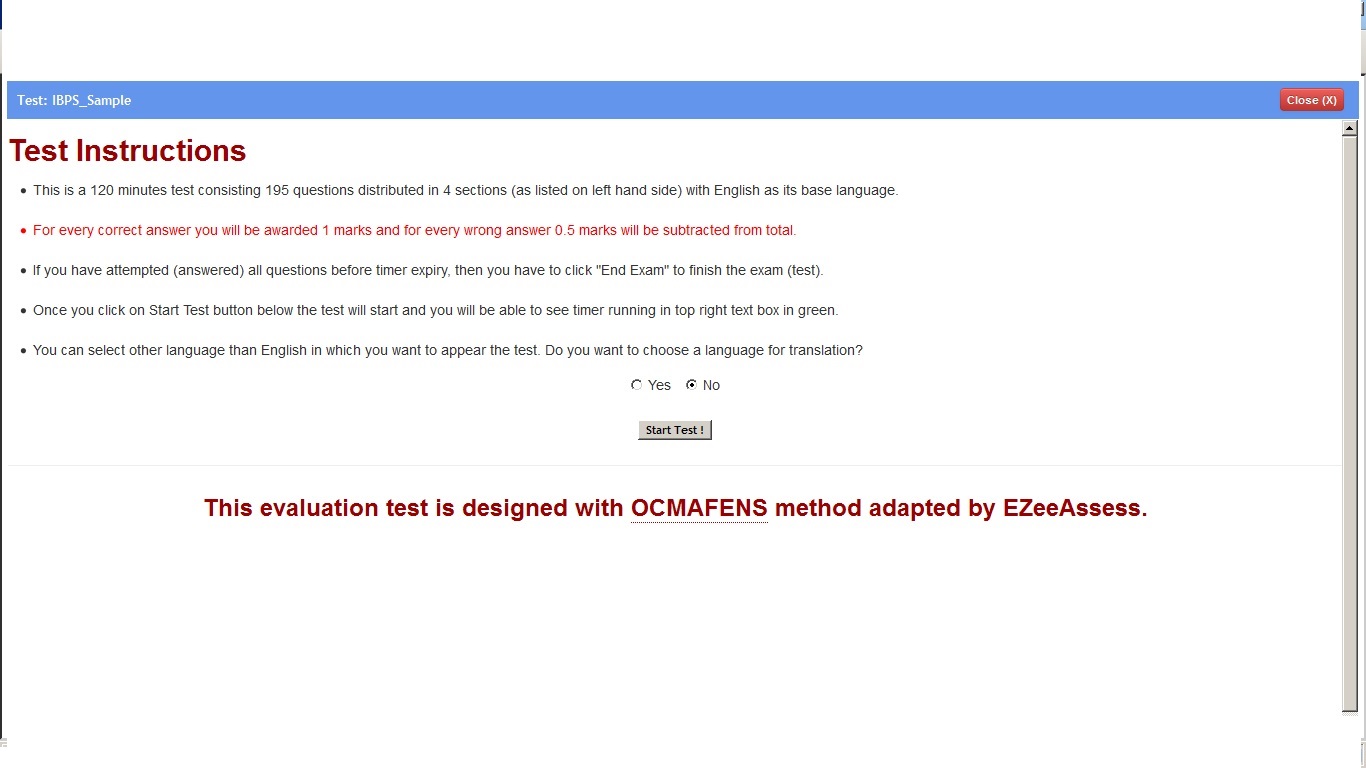 Test: IBPS_Sample
Close (X)
Test Instructions
• This is a 120 minutes test consisting 195 questions distributed in 4 sections (as listed on left hand side) with English as its base language.
• For every correct answer you will be awarded 1 marks and for every wrong answer 0.5 marks will be subtracted from total.
• If you have attempted (answered) all questions before timer expiry, then you have to click "End Exam" to finish the exam (test).
• Once you click on Start Test button below the test will start and you will be able to see timer running in top right text box in green.
• You can select other language than English in which you want to appear the test. Do you want to choose a language for translation?
Yes No
Start Test !
This evaluation test is designed with OCMAFENS method adapted by EZeeAssess.